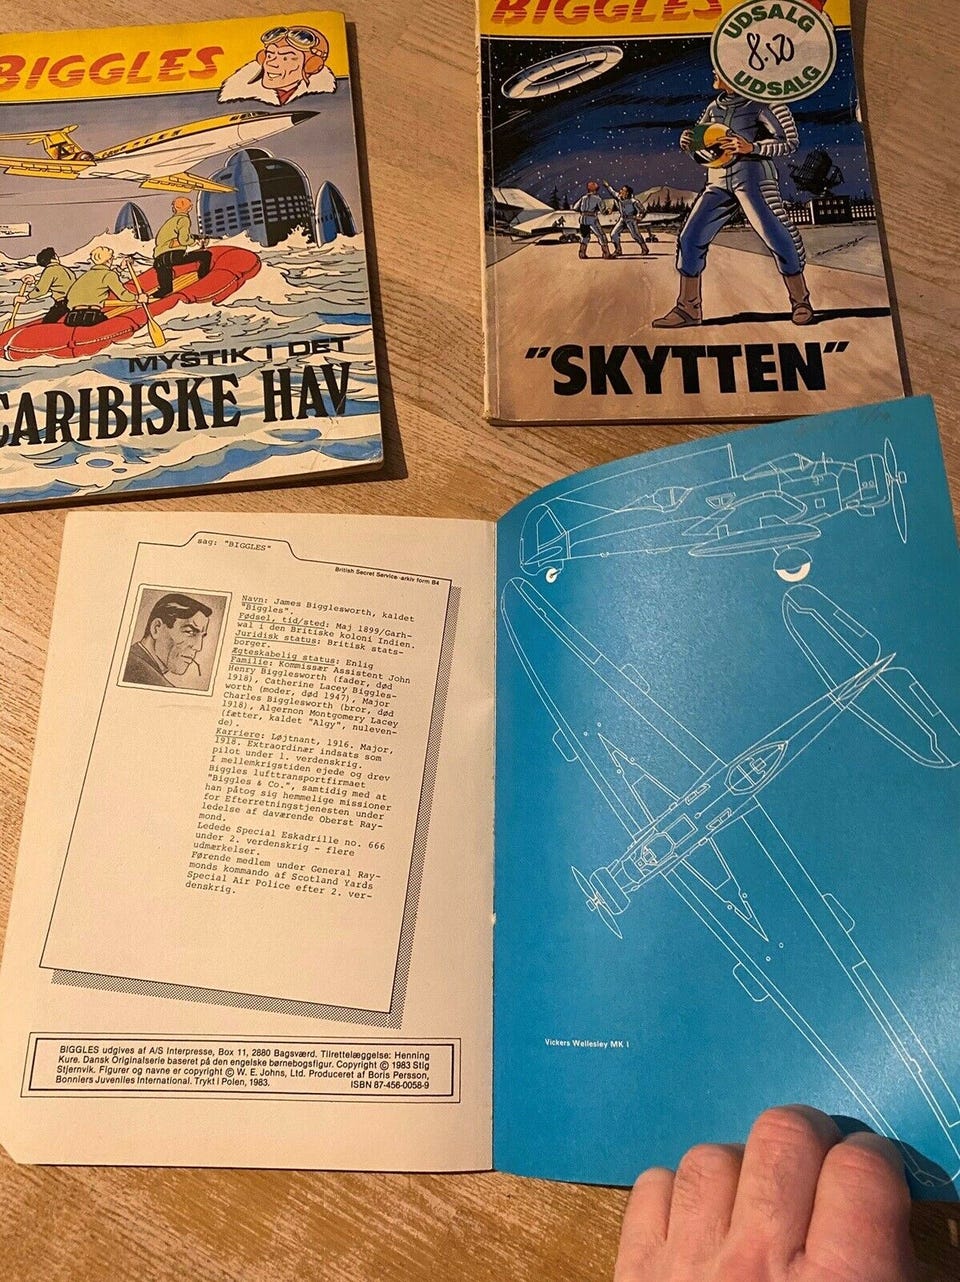 BIGGLES
MYSTIK I DET
CARIBISKE HAV
BIGGLES
UDSALG
8.50
UDSALG
"SKYTTEN"
sag: "BIGGLES"
British Secret Service-arkiv form B4
Navn: James Bigglesworth, kaldet
"Biggles".
Fødsel, tid/sted: Maj 1899/Garh-
wal i den Britiske koloni Indien.
Juridisk status: Britisk stats-
borger.
Ægteskabelig status: Enlig
Familie: Kommissær Assistent John
Henry Bigglesworth (fader, død
1918), Catherine Lacey Biggles-
worth (moder, død 1947), Major
Charles Bigglesworth (bror, død
1918), Algernon Montgomery Lacey
(fætter, kaldet "Algy", nuleven-
de).
Karriere: Løjtnant, 1916. Major,
1918. Extraordinær indsats som
pilot under 1. verdenskrig.
I mellemkrigstiden ejede og drev
Biggles lufttransportfirmaet
"Biggles & Co.", samtidig med at
han påtog sig hemmelige missioner
for Efterretningstjenesten under
ledelse af daværende Oberst Ray-
mond.
Ledede Special Eskadrille no. 666
under 2. verdenskrig - flere
udmærkelser.
Førende medlem under General Ray-
monds kommando af Scotland Yards
Special Air Police efter 2. ver-
denskrig.
BIGGLES udgives af A/S Interpresse, Box 11, 2880 Bagsværd. Tilrettelæggelse: Henning
Kure. Dansk Originalserie baseret på den engelske børnebogsfigur. Copyright © 1983 Stig
Stjernvik. Figurer og navne er copyright © W. E. Johns, Ltd. Produceret af Boris Persson,
Bonniers Juveniles International. Trykt i Polen, 1983.
ISBN 87-456-0058-9
Vickers Wellesley MK I